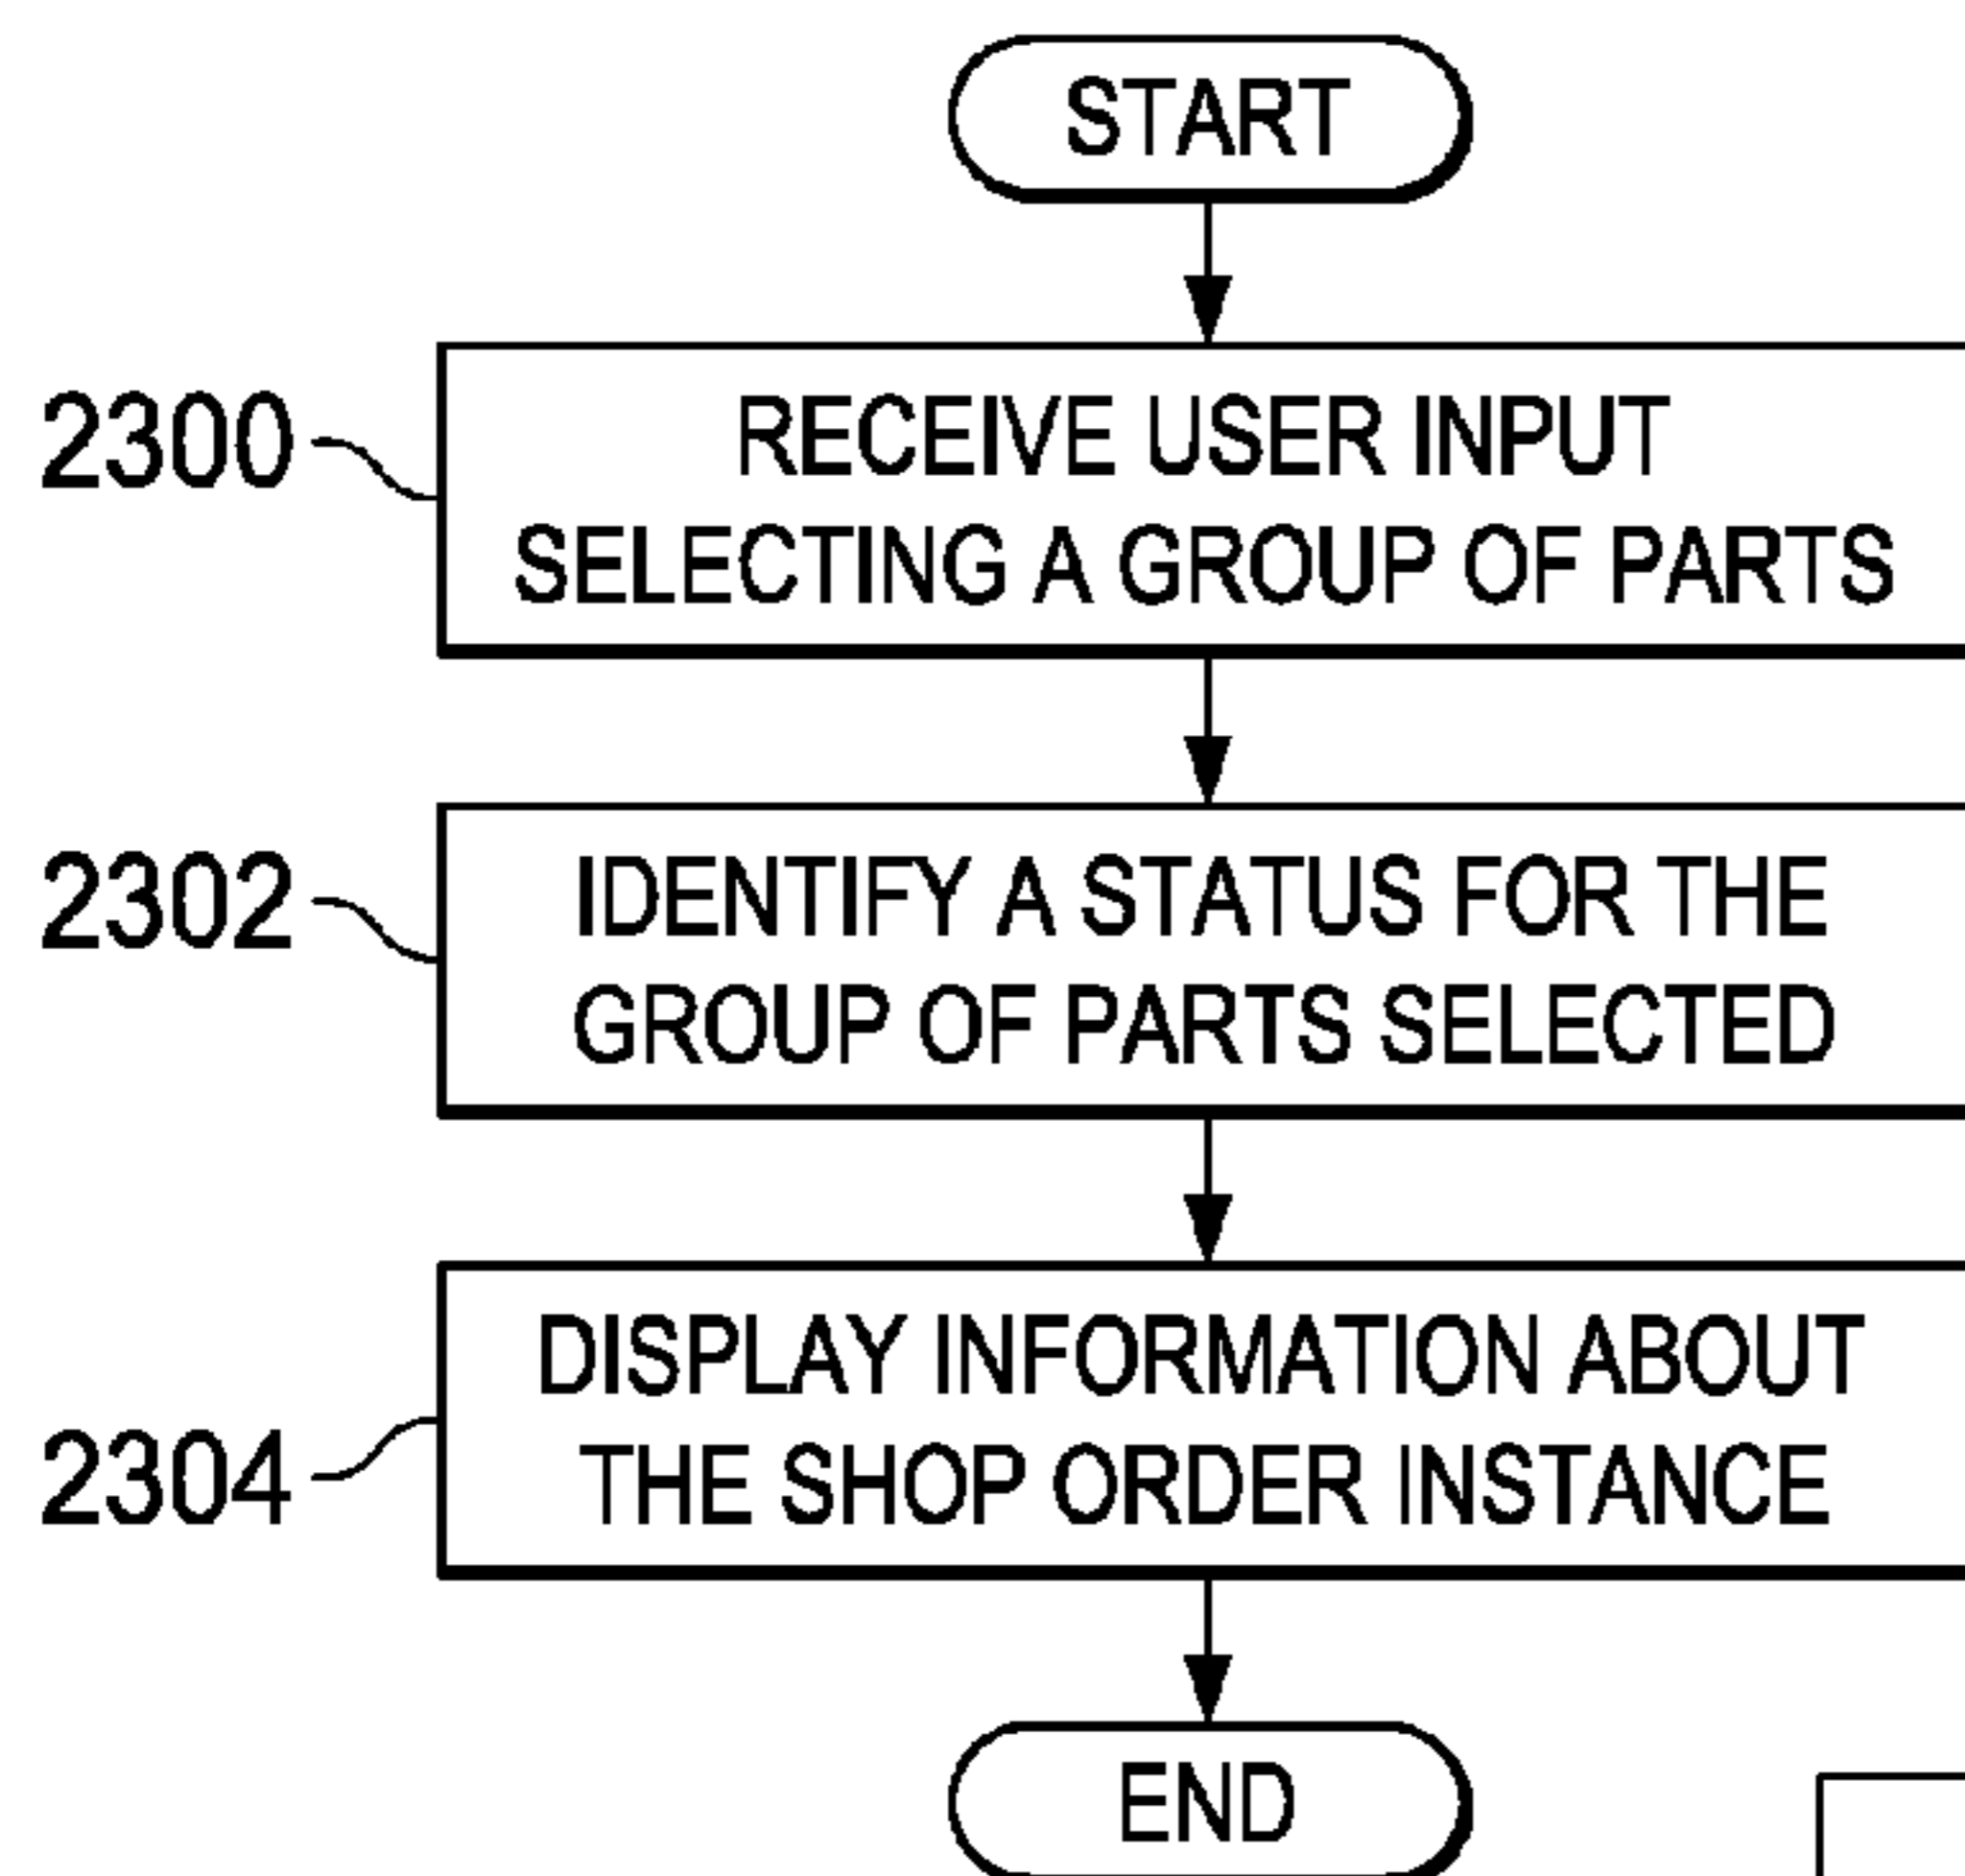 START
2300
RECEIVE USER INPUT
SELECTING A GROUP OF PARTS
2302
IDENTIFY A STATUS FOR THE
GROUP OF PARTS SELECTED
2304
DISPLAY INFORMATION ABOUT
THE SHOP ORDER INSTANCE
END